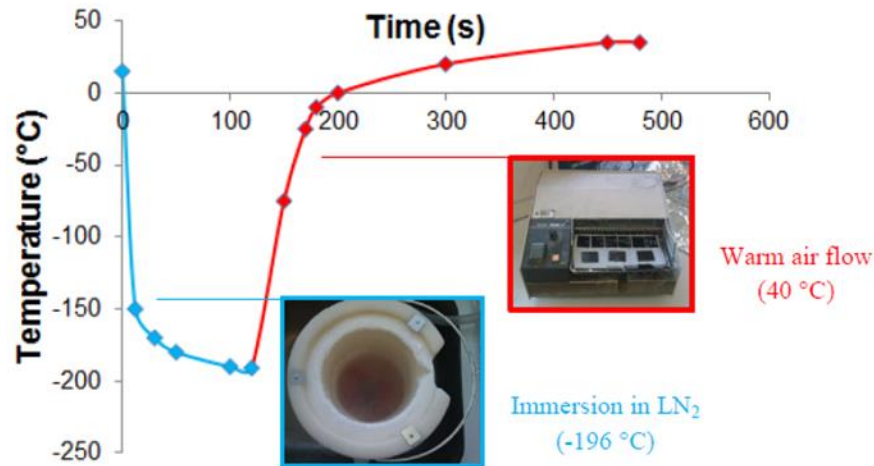 Time (s)
50
0
-50
-100
-150
-200
-250
0 100 200 300 400 500 600
Temperature (°C)
Warm air flow
(40 °C)
Immersion in LN₂
(-196 °C)